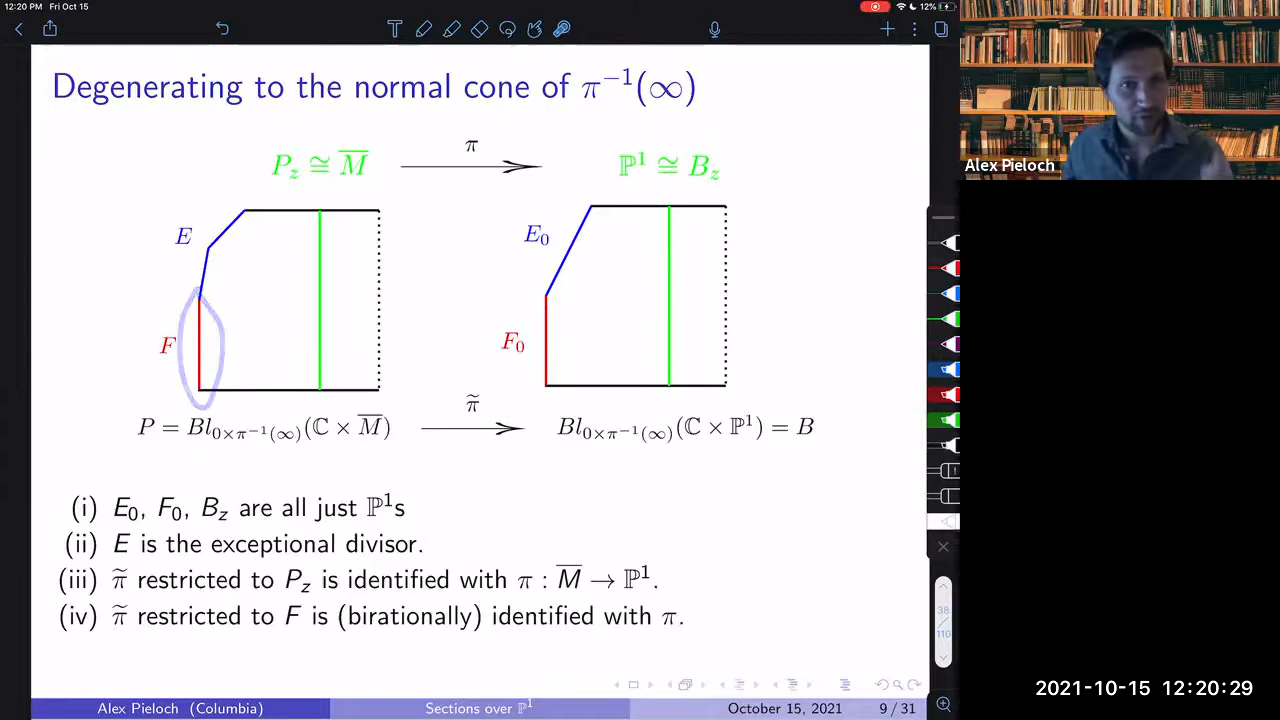 12:20 PM Fri Oct 15
12%
Degenerating to the normal cone of π⁻¹(∞)
P_z ≅ M̅
π
ℙ¹ ≅ B_z
E
E₀
F
F₀
π̃
P = Bl_{0×π⁻¹(∞)}(ℂ × M̅)
Bl_{0×π⁻¹(∞)}(ℂ × ℙ¹) = B
(i) E₀, F₀, B_z are all just ℙ¹s
(ii) E is the exceptional divisor.
(iii) π̃ restricted to P_z is identified with π : M̅ → ℙ¹.
(iv) π̃ restricted to F is (birationally) identified with π.
Alex Pieloch (Columbia)
Sections over ℙ¹
October 15, 2021
9 / 31
Alex Pieloch
38 / 110
2021-10-15 12:20:29